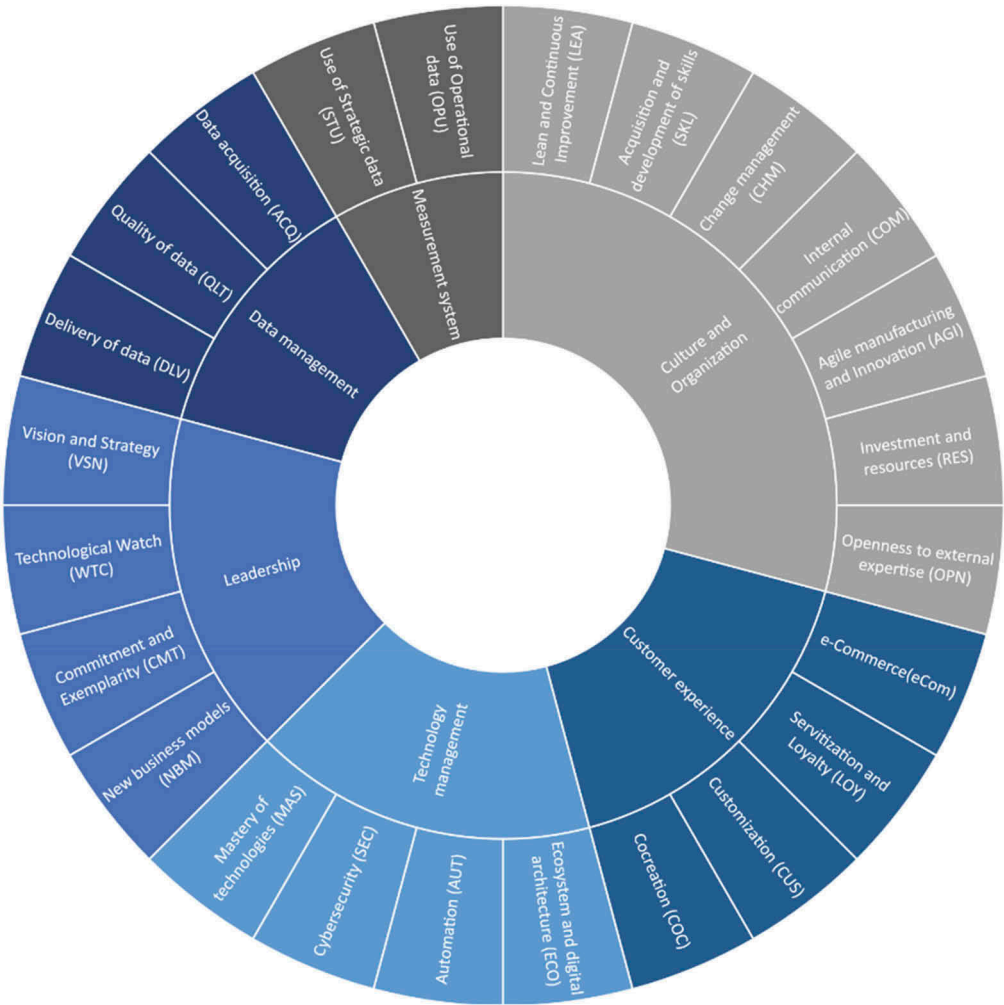 Lean and Continuous
Improvement (LEA)
Acquisition and
development of skills
(SKL)
Change management
(CHM)
Internal
communication (COM)
Agile manufacturing
and Innovation (AGI)
Investment and
resources (RES)
Openness to external
expertise (OPN)
Culture and
Organization
e-Commerce(eCom)
Servitization and
Loyalty (LOY)
Customization (CUS)
Cocreation (COC)
Customer experience
Ecosystem and digital
architecture (ECO)
Automation (AUT)
Cybersecurity (SEC)
Mastery of
technologies (MAS)
Technology
management
New business models
(NBM)
Commitment and
Exemplarity (CMT)
Technological Watch
(WTC)
Vision and Strategy
(VSN)
Leadership
Delivery of data (DLV)
Quality of data (QLT)
Data acquisition (ACQ)
Data management
Use of Strategic data
(STU)
Use of Operational
data (OPU)
Measurement system